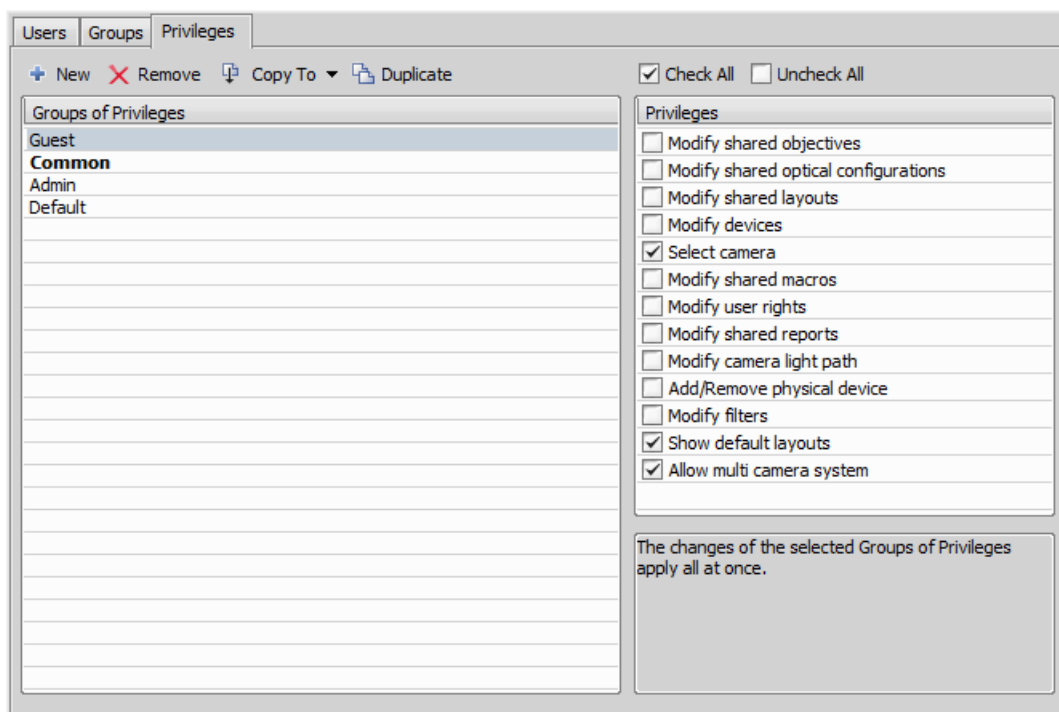 Users Groups Privileges
New Remove Copy To Duplicate Check All Uncheck All
Groups of Privileges
Guest
Common
Admin
Default
Privileges
Modify shared objectives
Modify shared optical configurations
Modify shared layouts
Modify devices
Select camera
Modify shared macros
Modify user rights
Modify shared reports
Modify camera light path
Add/Remove physical device
Modify filters
Show default layouts
Allow multi camera system
The changes of the selected Groups of Privileges
apply all at once.